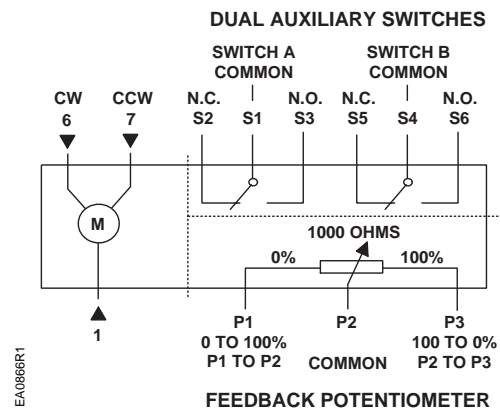 DUAL AUXILIARY SWITCHES
SWITCH A
COMMON
SWITCH B
COMMON
CW
6
CCW
7
N.C.
S2
S1
N.O.
S3
N.C.
S5
S4
N.O.
S6
M
1000 OHMS
0%
100%
1
P1
0 TO 100%
P1 TO P2
P2
COMMON
P3
100 TO 0%
P2 TO P3
FEEDBACK POTENTIOMETER
EA0866R1